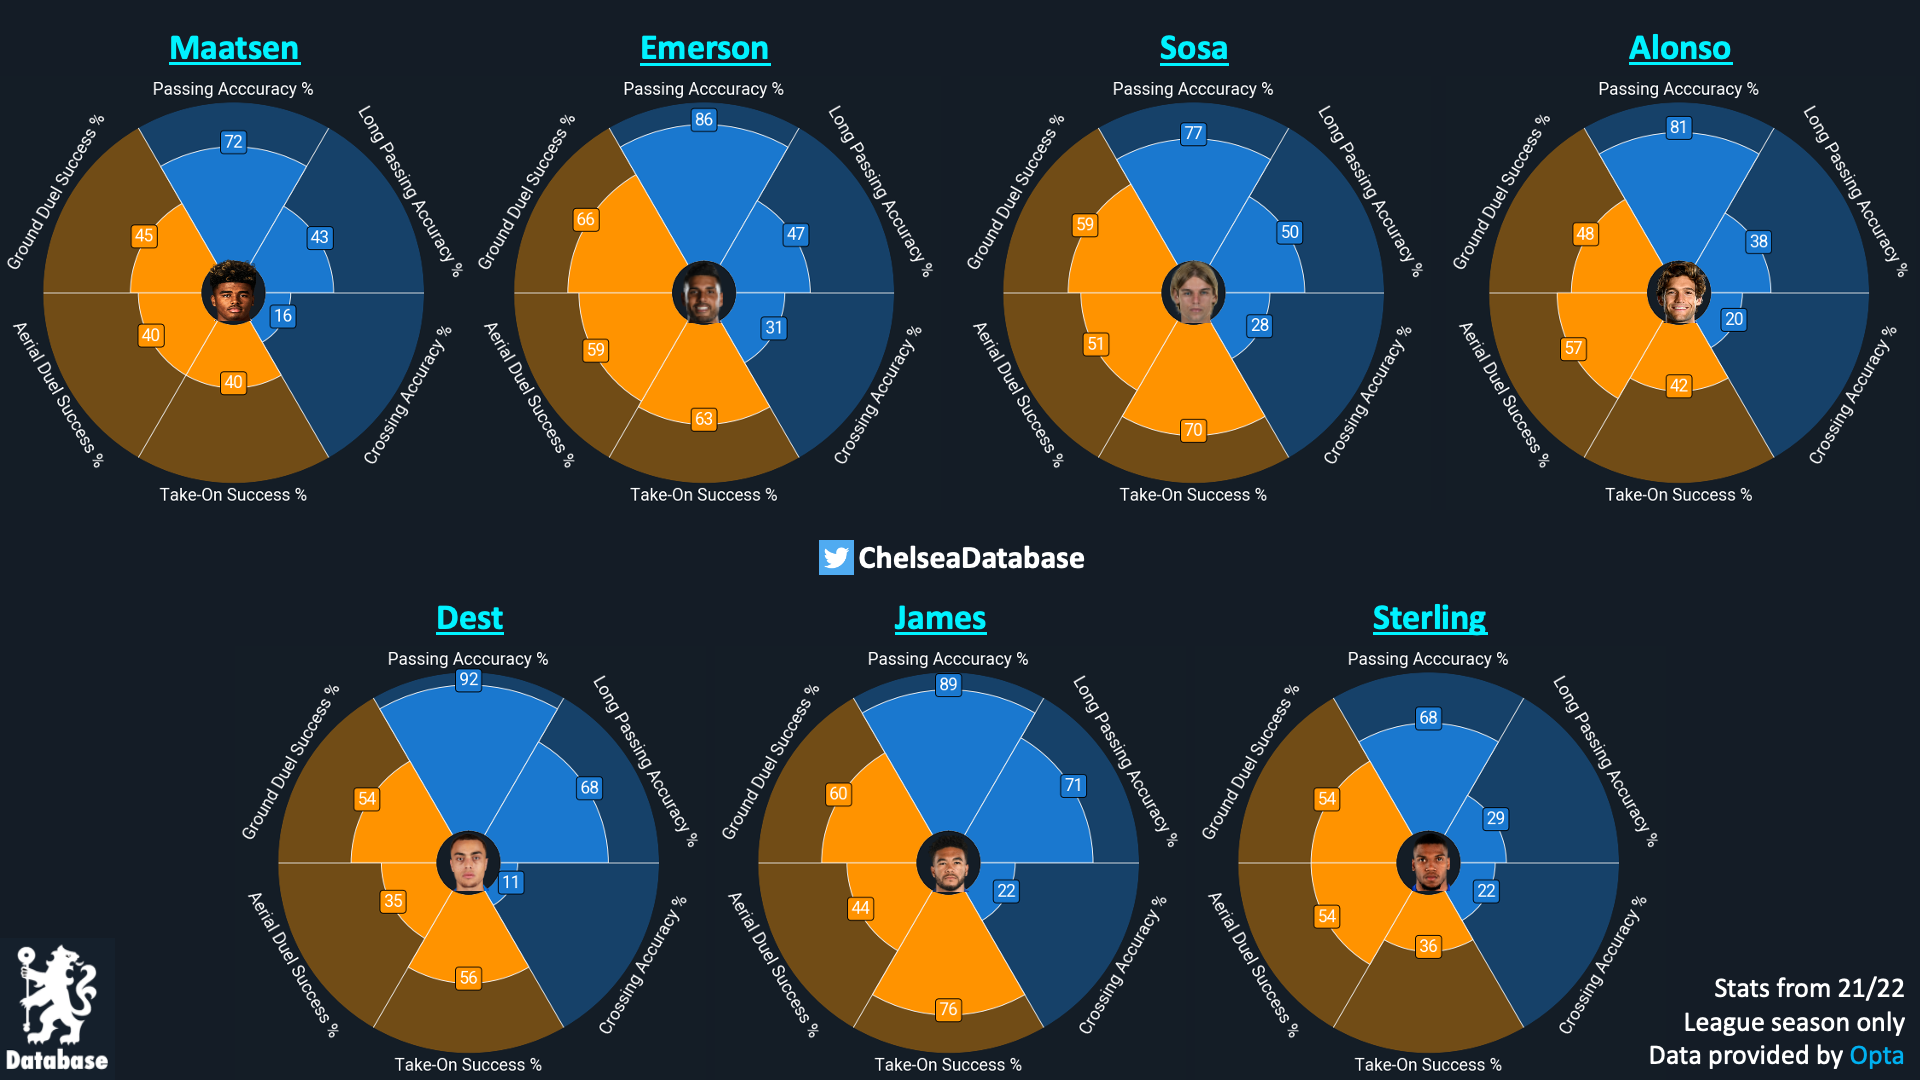 Maatsen
Passing Acccuracy %
Long Passing Accuracy %
Crossing Accuracy %
Take-On Success %
Aerial Duel Success %
Ground Duel Success %
72
43
16
40
40
45
Emerson
Passing Acccuracy %
Long Passing Accuracy %
Crossing Accuracy %
Take-On Success %
Aerial Duel Success %
Ground Duel Success %
86
47
31
63
59
66
Sosa
Passing Acccuracy %
Long Passing Accuracy %
Crossing Accuracy %
Take-On Success %
Aerial Duel Success %
Ground Duel Success %
77
50
28
70
51
59
Alonso
Passing Acccuracy %
Long Passing Accuracy %
Crossing Accuracy %
Take-On Success %
Aerial Duel Success %
Ground Duel Success %
81
38
20
42
57
48
ChelseaDatabase
Dest
Passing Acccuracy %
Long Passing Accuracy %
Crossing Accuracy %
Take-On Success %
Aerial Duel Success %
Ground Duel Success %
92
68
11
56
35
54
James
Passing Acccuracy %
Long Passing Accuracy %
Crossing Accuracy %
Take-On Success %
Aerial Duel Success %
Ground Duel Success %
89
71
22
76
44
60
Sterling
Passing Acccuracy %
Long Passing Accuracy %
Crossing Accuracy %
Take-On Success %
Aerial Duel Success %
Ground Duel Success %
68
29
22
36
54
54
Database
Stats from 21/22
League season only
Data provided by Opta